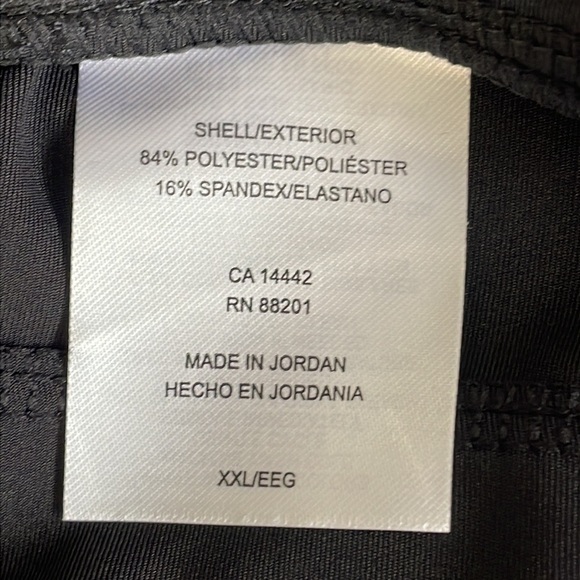 SHELL/EXTERIOR
84% POLYESTER/POLIÉSTER
16% SPANDEX/ELASTANO
CA 14442
RN 88201
MADE IN JORDAN
HECHO EN JORDANIA
XXL/EEG